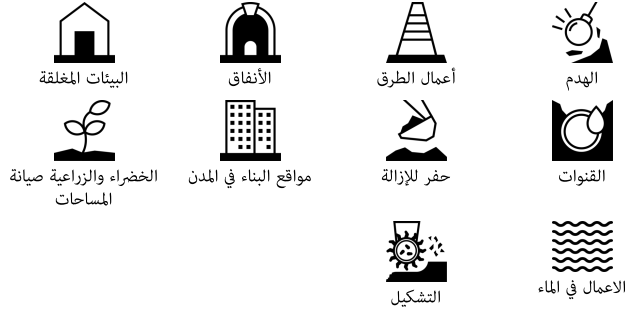 الهدم
أعمال الطرق
الأنفاق
البيئات المغلقة
القنوات
حفر للإزالة
مواقع البناء في المدن
الخضراء والزراعية صيانة
المساحات
الاعمال في الماء
التشكيل